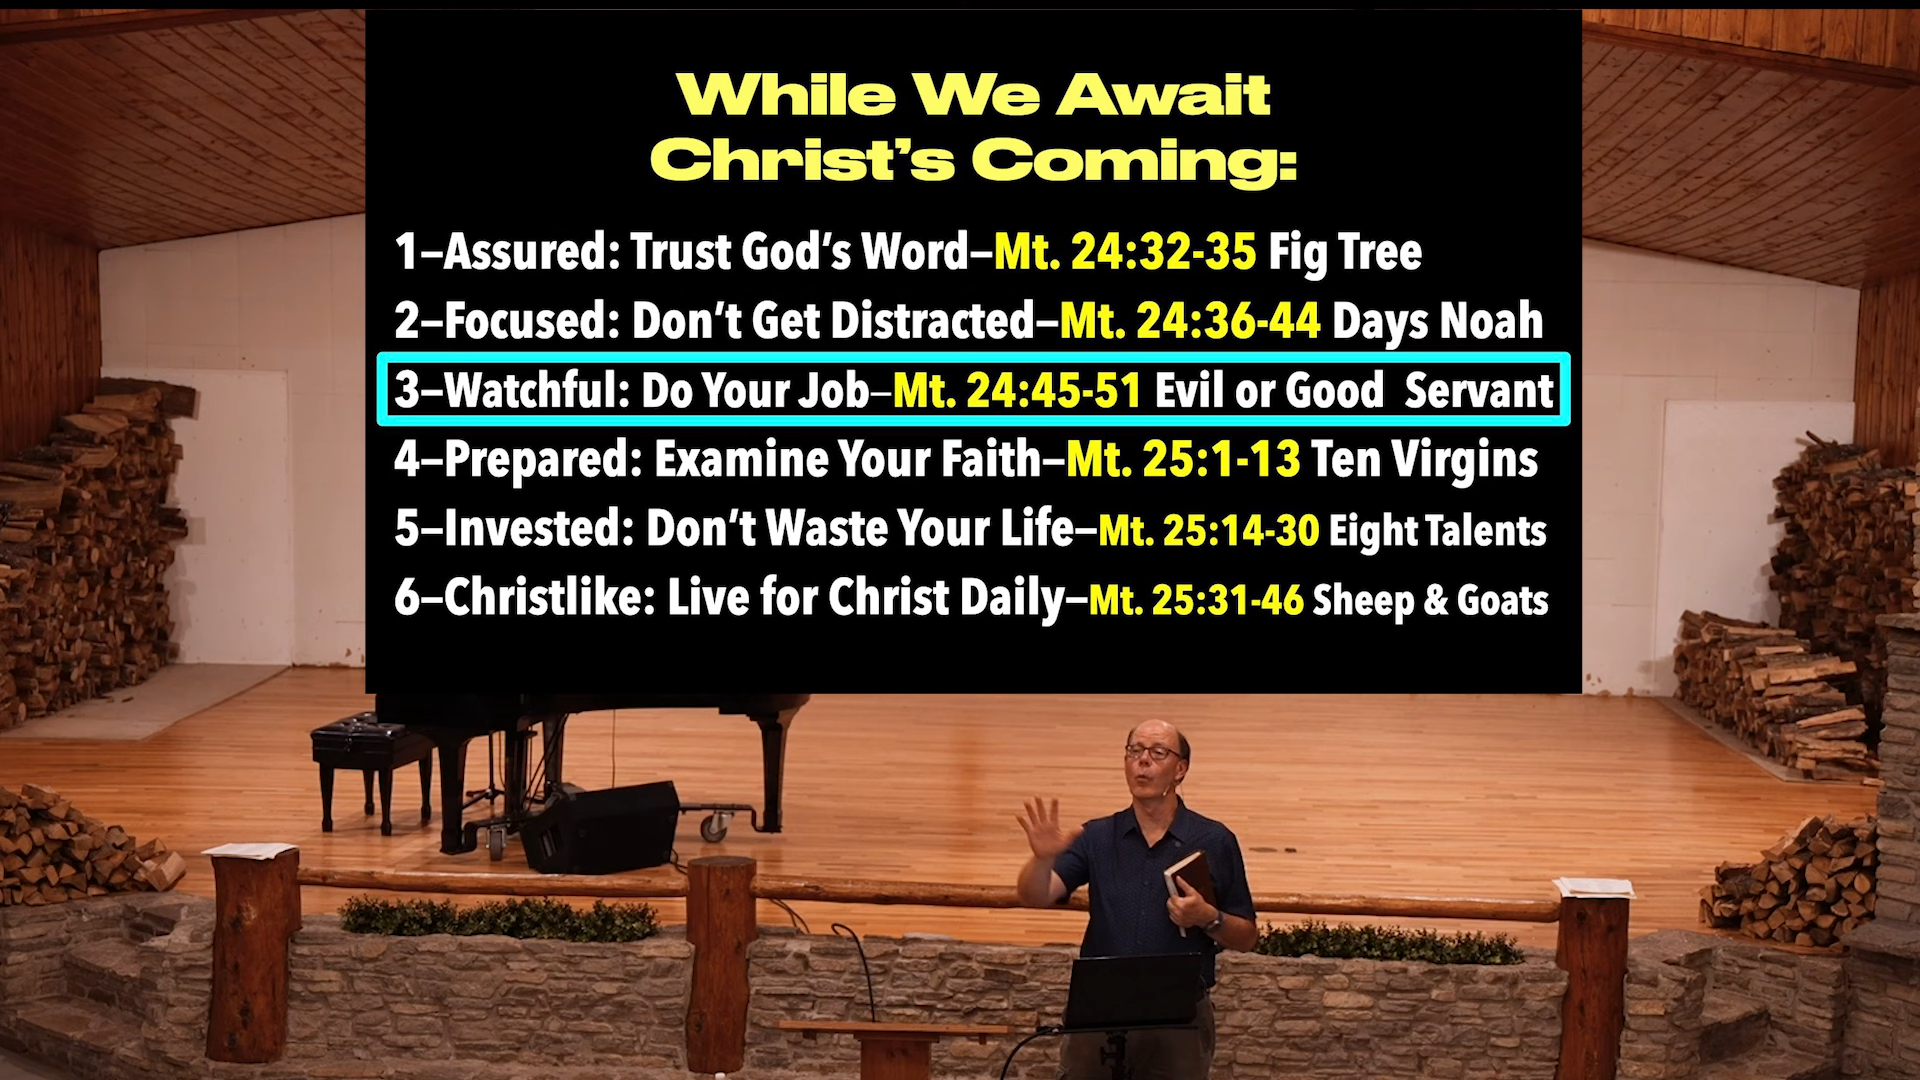 While We Await
Christ's Coming:
1–Assured: Trust God's Word–Mt. 24:32-35 Fig Tree
2–Focused: Don't Get Distracted–Mt. 24:36-44 Days Noah
3–Watchful: Do Your Job–Mt. 24:45-51 Evil or Good Servant
4–Prepared: Examine Your Faith–Mt. 25:1-13 Ten Virgins
5–Invested: Don't Waste Your Life–Mt. 25:14-30 Eight Talents
6–Christlike: Live for Christ Daily–Mt. 25:31-46 Sheep & Goats